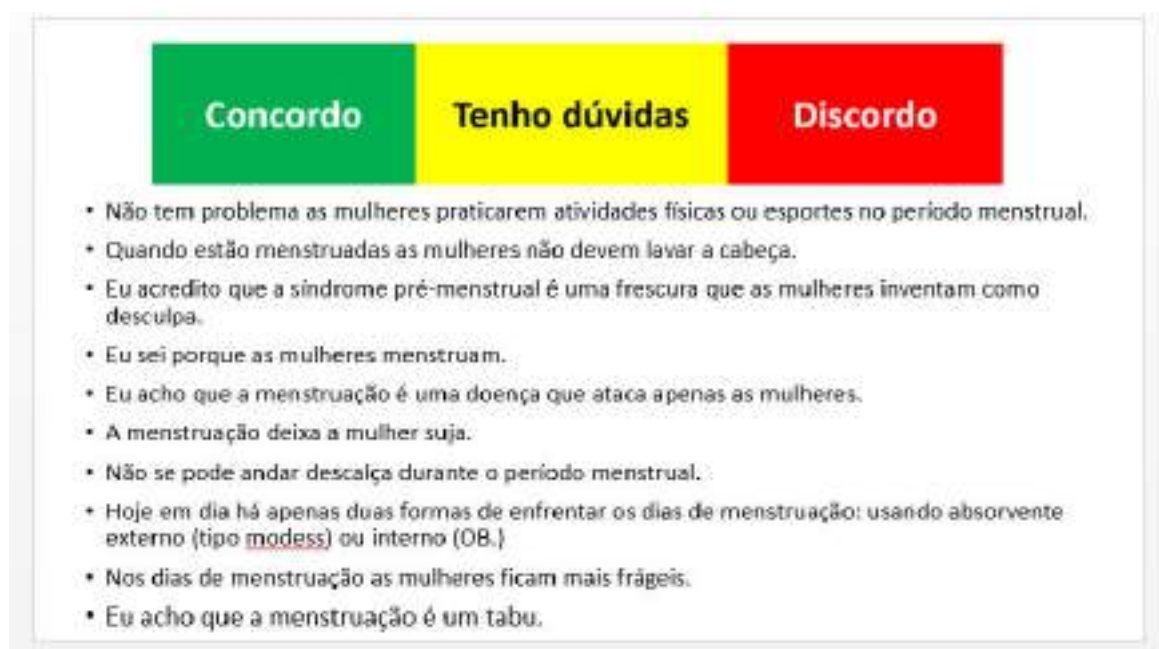 Concordo Tenho dúvidas Discordo
• Não tem problema as mulheres praticarem atividades físicas ou esportes no período menstrual.
• Quando estão menstruadas as mulheres não devem lavar a cabeça.
• Eu acredito que a síndrome pré-menstrual é uma frescura que as mulheres inventam como
desculpa.
• Eu sei porque as mulheres menstruam.
• Eu acho que a menstruação é uma doença que ataca apenas as mulheres.
• A menstruação deixa a mulher suja.
• Não se pode andar descalça durante o período menstrual.
• Hoje em dia há apenas duas formas de enfrentar os dias de menstruação: usando absorvente
externo (tipo modess) ou interno (OB.)
• Nos dias de menstruação as mulheres ficam mais frágeis.
• Eu acho que a menstruação é um tabu.